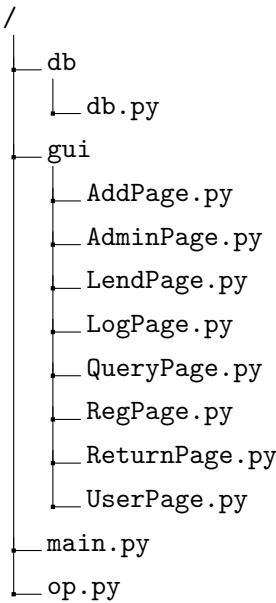 /
db
db.py
gui
AddPage.py
AdminPage.py
LendPage.py
LogPage.py
QueryPage.py
RegPage.py
ReturnPage.py
UserPage.py
main.py
op.py